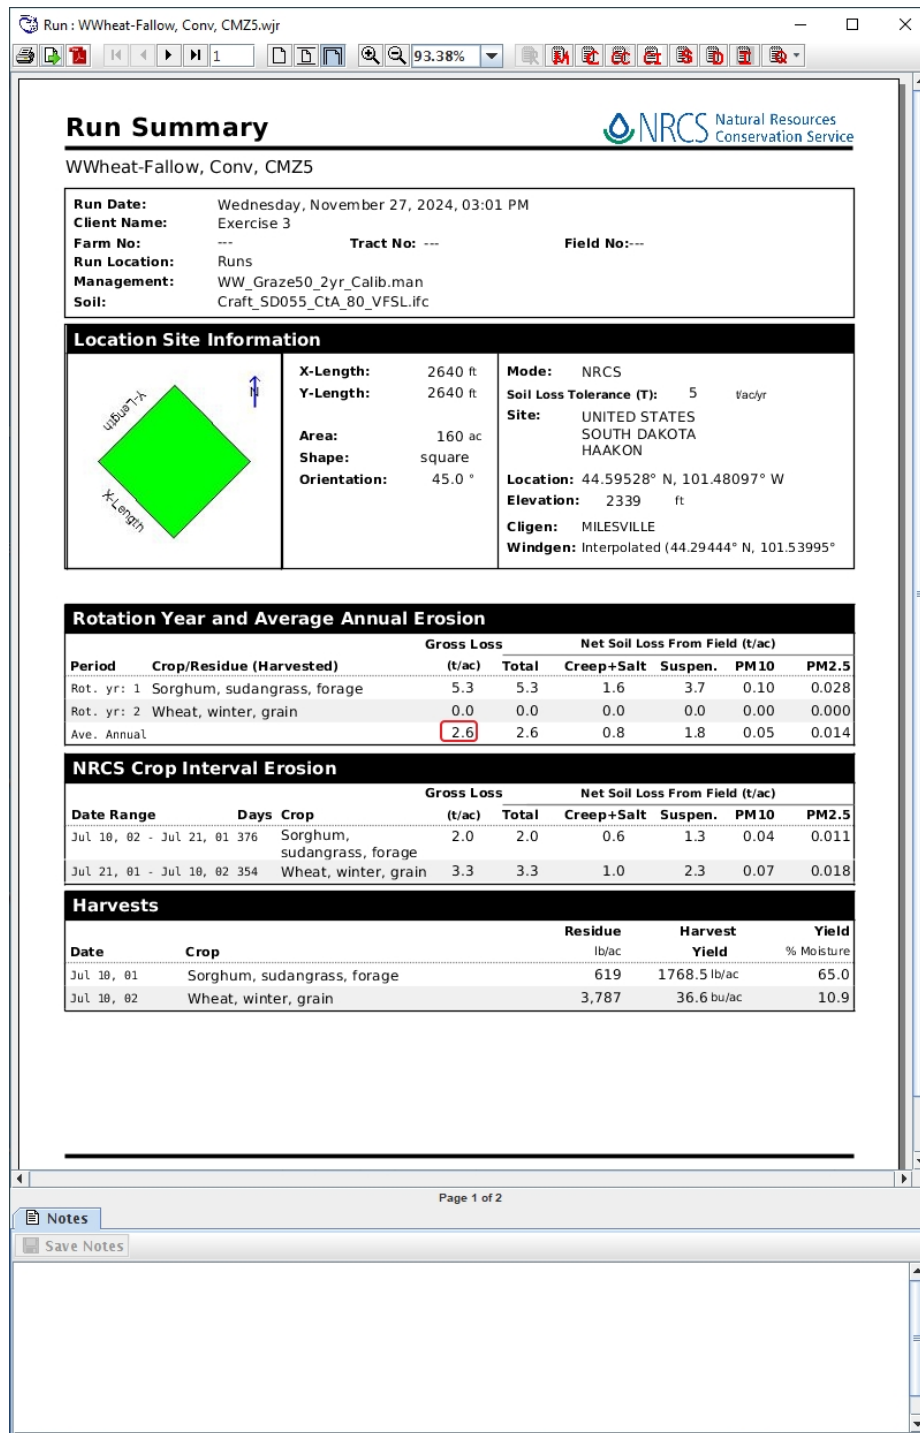 Run : WWheat-Fallow, Conv, CMZ5.wjr
1 93.38%
Run Summary
NRCS Natural Resources Conservation Service
WWheat-Fallow, Conv, CMZ5
Run Date: Wednesday, November 27, 2024, 03:01 PM
Client Name: Exercise 3
Farm No: --- Tract No: --- Field No:---
Run Location: Runs
Management: WW_Graze50_2yr_Calib.man
Soil: Craft_SD055_CtA_80_VFSL.ifc
Location Site Information
Y-Length
X-Length
N
X-Length: 2640 ft
Y-Length: 2640 ft
Area: 160 ac
Shape: square
Orientation: 45.0 °
Mode: NRCS
Soil Loss Tolerance (T): 5 t/ac/yr
Site: UNITED STATES
SOUTH DAKOTA
HAAKON
Location: 44.59528° N, 101.48097° W
Elevation: 2339 ft
Cligen: MILESVILLE
Windgen: Interpolated (44.29444° N, 101.53995°
Rotation Year and Average Annual Erosion
Gross Loss Net Soil Loss From Field (t/ac)
Period Crop/Residue (Harvested) (t/ac) Total Creep+Salt Suspen. PM10 PM2.5
Rot. yr: 1 Sorghum, sudangrass, forage 5.3 5.3 1.6 3.7 0.10 0.028
Rot. yr: 2 Wheat, winter, grain 0.0 0.0 0.0 0.0 0.00 0.000
Ave. Annual 2.6 2.6 0.8 1.8 0.05 0.014
NRCS Crop Interval Erosion
Gross Loss Net Soil Loss From Field (t/ac)
Date Range Days Crop (t/ac) Total Creep+Salt Suspen. PM10 PM2.5
Jul 10, 02 - Jul 21, 01 376 Sorghum, 2.0 2.0 0.6 1.3 0.04 0.011
sudangrass, forage
Jul 21, 01 - Jul 10, 02 354 Wheat, winter, grain 3.3 3.3 1.0 2.3 0.07 0.018
Harvests
Residue Harvest Yield
Date Crop lb/ac Yield % Moisture
Jul 10, 01 Sorghum, sudangrass, forage 619 1768.5 lb/ac 65.0
Jul 10, 02 Wheat, winter, grain 3,787 36.6 bu/ac 10.9
Page 1 of 2
Notes
Save Notes